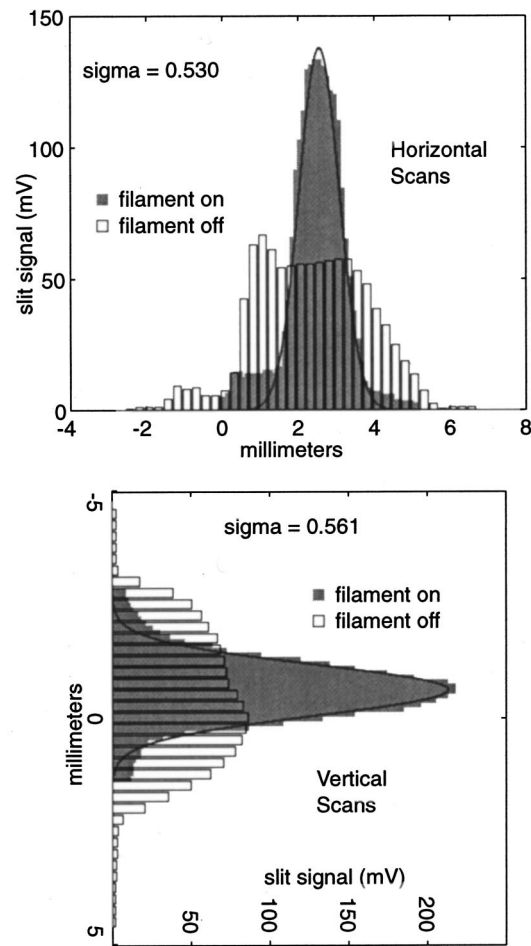 150
sigma = 0.530
100
Horizontal
Scans
filament on
filament off
slit signal (mV)
50
0
-4 -2 0 2 4 6 8
millimeters
-5
sigma = 0.561
filament on
filament off
0
millimeters
Vertical
Scans
slit signal (mV)
5
50 100 150 200